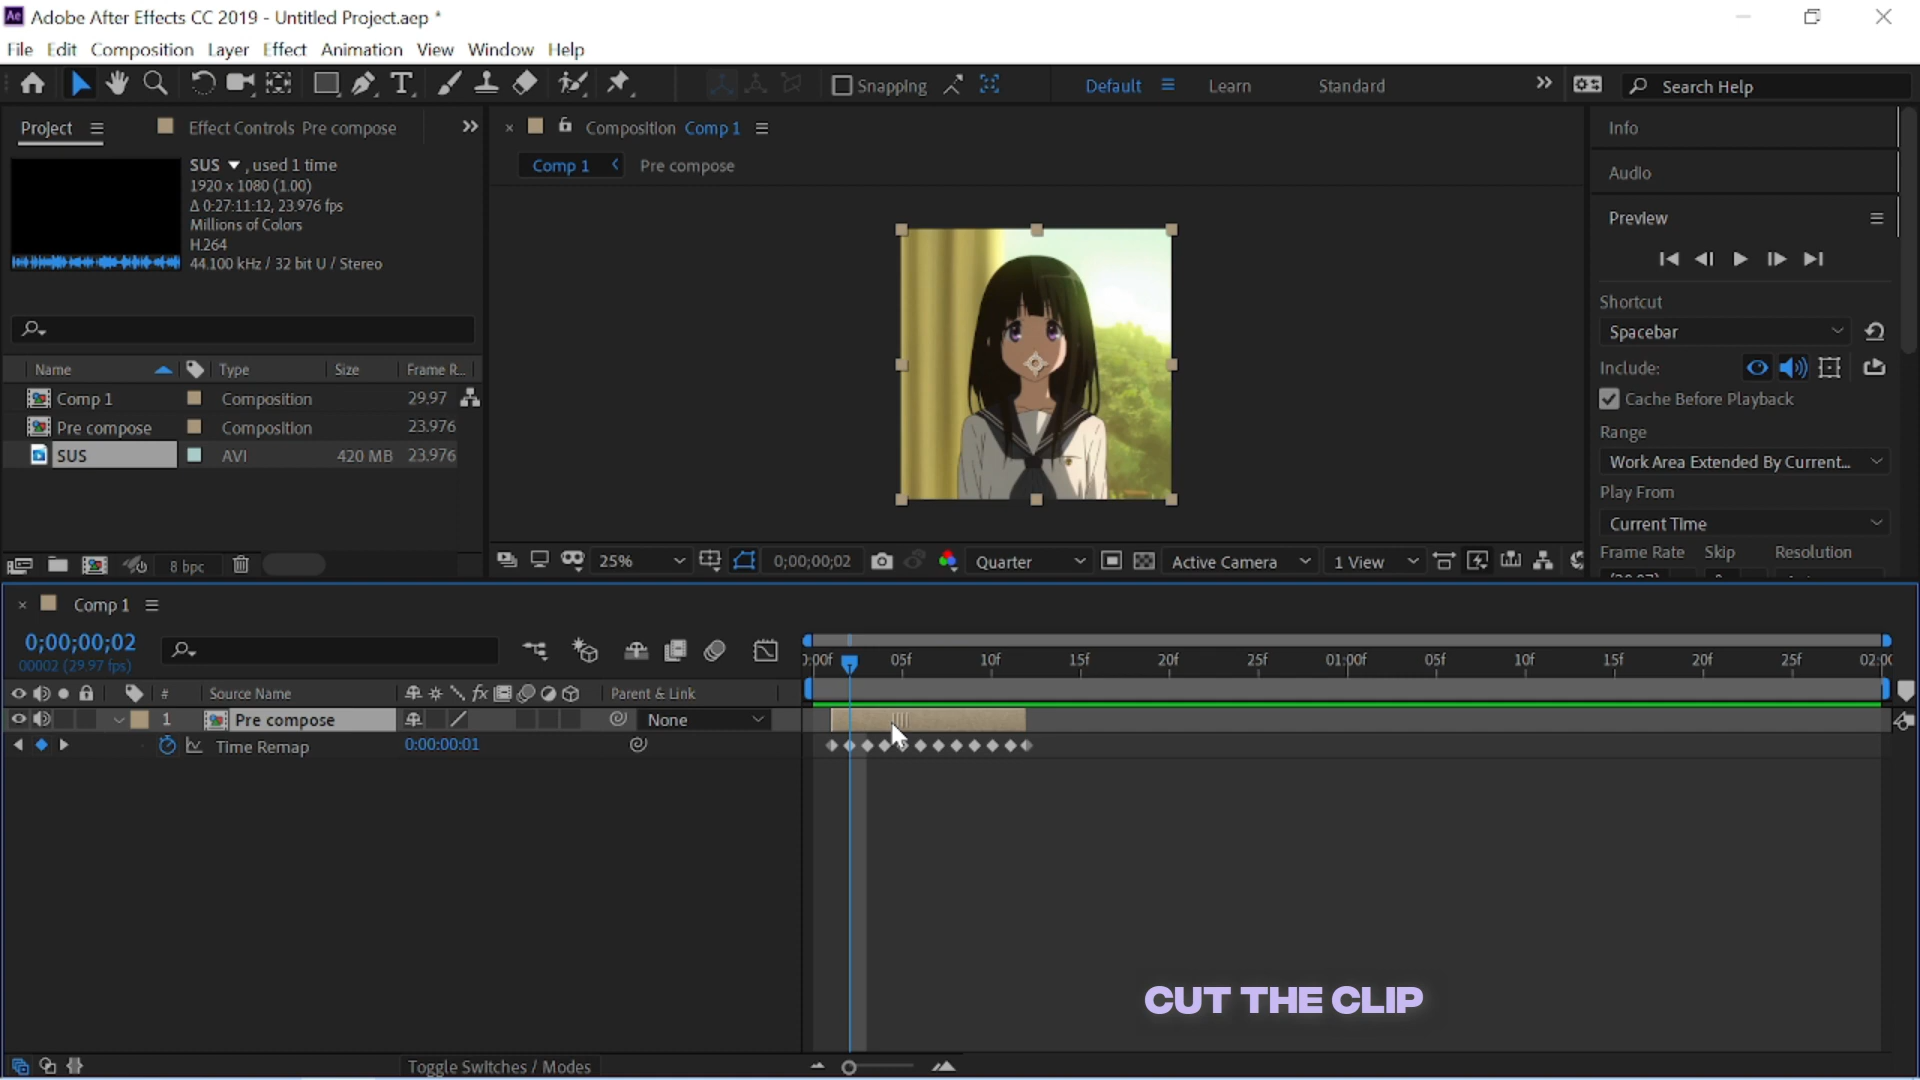 Adobe After Effects CC 2019 - Untitled Project.aep *
File Edit Composition Layer Effect Animation View Window Help
Snapping Default Learn Standard Search Help
Project Effect Controls Pre compose
SUS , used 1 time
1920 x 1080 (1.00)
Δ 0:27:11:12, 23.976 fps
Millions of Colors
H.264
44.100 kHz / 32 bit U / Stereo
Name Type Size Frame R...
Comp 1 Composition 29.97
Pre compose Composition 23.976
SUS AVI 420 MB 23.976
8 bpc
Composition Comp 1
Comp 1 Pre compose
25% 0;00;00;02 Quarter Active Camera 1 View
Info
Audio
Preview
Shortcut
Spacebar
Include:
Cache Before Playback
Range
Work Area Extended By Current...
Play From
Current Time
Frame Rate Skip Resolution
Comp 1
0;00;00;02
00002 (29.97 fps)
0:00f 05f 10f 15f 20f 25f 01:00f 05f 10f 15f 20f 25f 02:0
# Source Name Parent & Link
1 Pre compose None
Time Remap 0:00:00:01
CUT THE CLIP
Toggle Switches / Modes